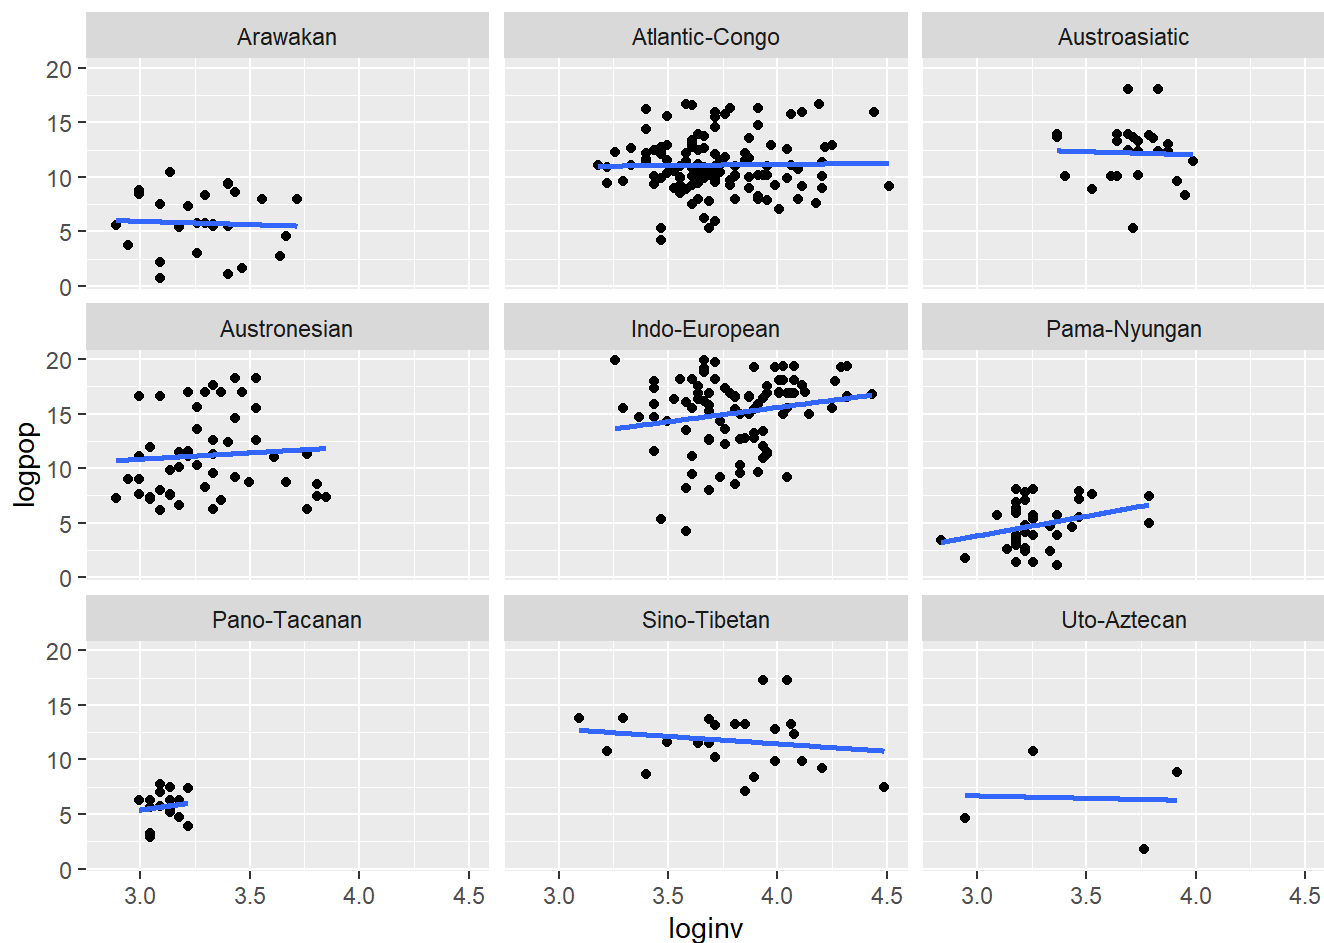 Arawakan Atlantic-Congo Austroasiatic
20
15
10
5
0
Austronesian Indo-European Pama-Nyungan
20
15
10
5
0
logpop
Pano-Tacanan Sino-Tibetan Uto-Aztecan
20
15
10
5
0
3.0 3.5 4.0 4.5 3.0 3.5 4.0 4.5 3.0 3.5 4.0 4.5
loginv